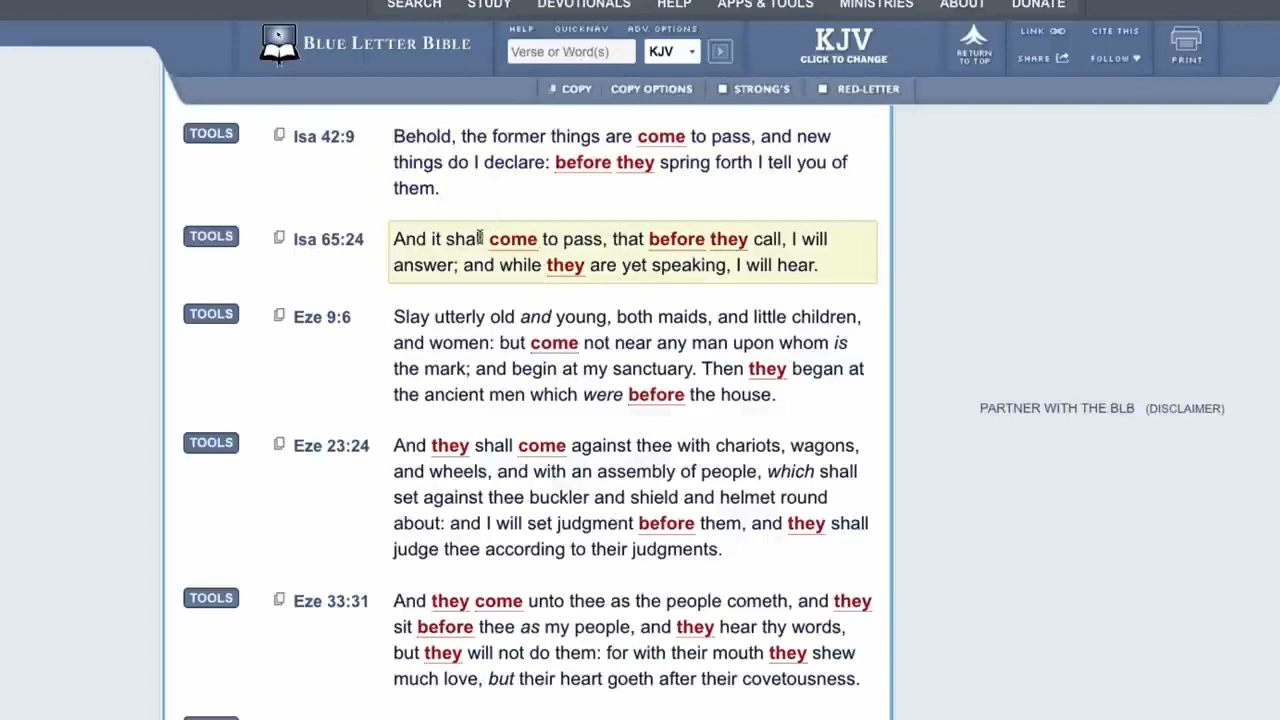 SEARCH STUDY DEVOTIONALS HELP APPS & TOOLS MINISTRIES ABOUT DONATE
BLUE LETTER BIBLE
HELP QUICKNAV ADV. OPTIONS
Verse or Word(s) KJV
KJV
CLICK TO CHANGE
RETURN
TO TOP
LINK CITE THIS
SHARE FOLLOW
PRINT
COPY COPY OPTIONS STRONG'S RED-LETTER
TOOLS Isa 42:9 Behold, the former things are come to pass, and new
things do I declare: before they spring forth I tell you of
them.
TOOLS Isa 65:24 And it shall come to pass, that before they call, I will
answer; and while they are yet speaking, I will hear.
TOOLS Eze 9:6 Slay utterly old and young, both maids, and little children,
and women: but come not near any man upon whom is
the mark; and begin at my sanctuary. Then they began at
the ancient men which were before the house.
TOOLS Eze 23:24 And they shall come against thee with chariots, wagons,
and wheels, and with an assembly of people, which shall
set against thee buckler and shield and helmet round
about: and I will set judgment before them, and they shall
judge thee according to their judgments.
TOOLS Eze 33:31 And they come unto thee as the people cometh, and they
sit before thee as my people, and they hear thy words,
but they will not do them: for with their mouth they shew
much love, but their heart goeth after their covetousness.
PARTNER WITH THE BLB (DISCLAIMER)